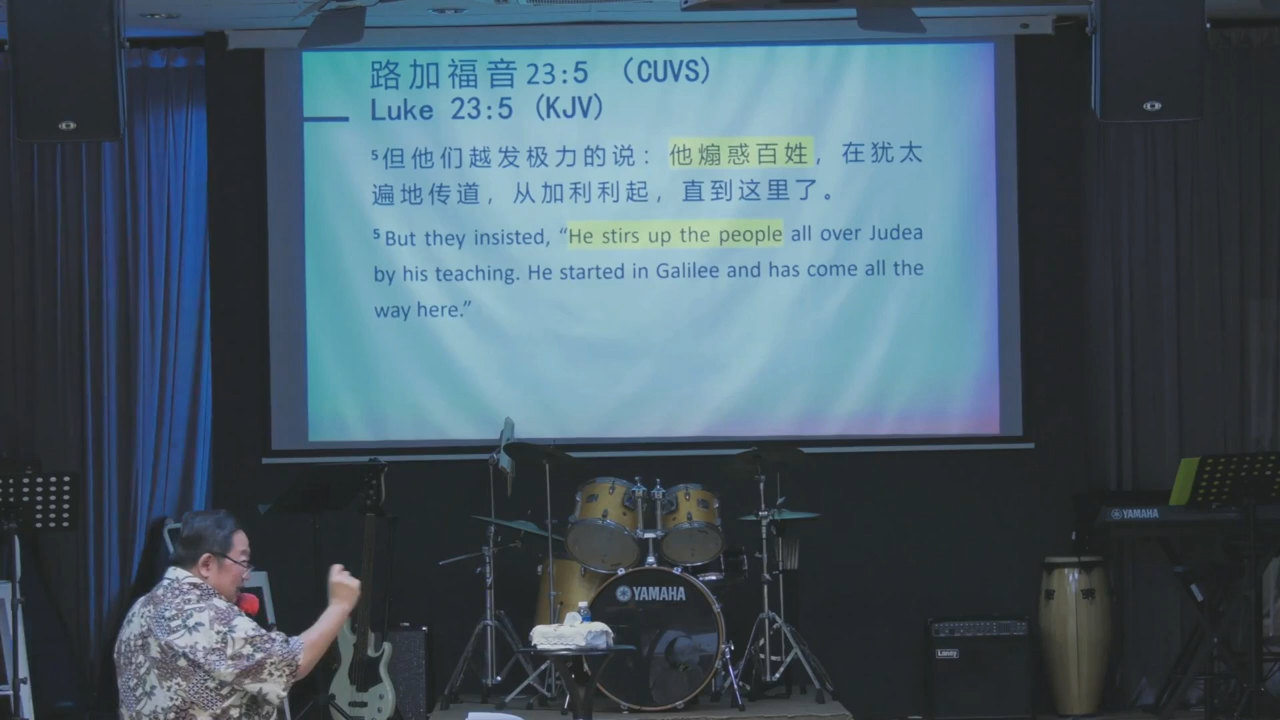 路加福音23:5 （CUVS）
Luke 23:5 (KJV)
5但他们越发极力的说：他煽惑百姓，在犹太
遍地传道，从加利利起，直到这里了。
5 But they insisted, “He stirs up the people all over Judea
by his teaching. He started in Galilee and has come all the
way here.”
YAMAHA
YAMAHA
Laney